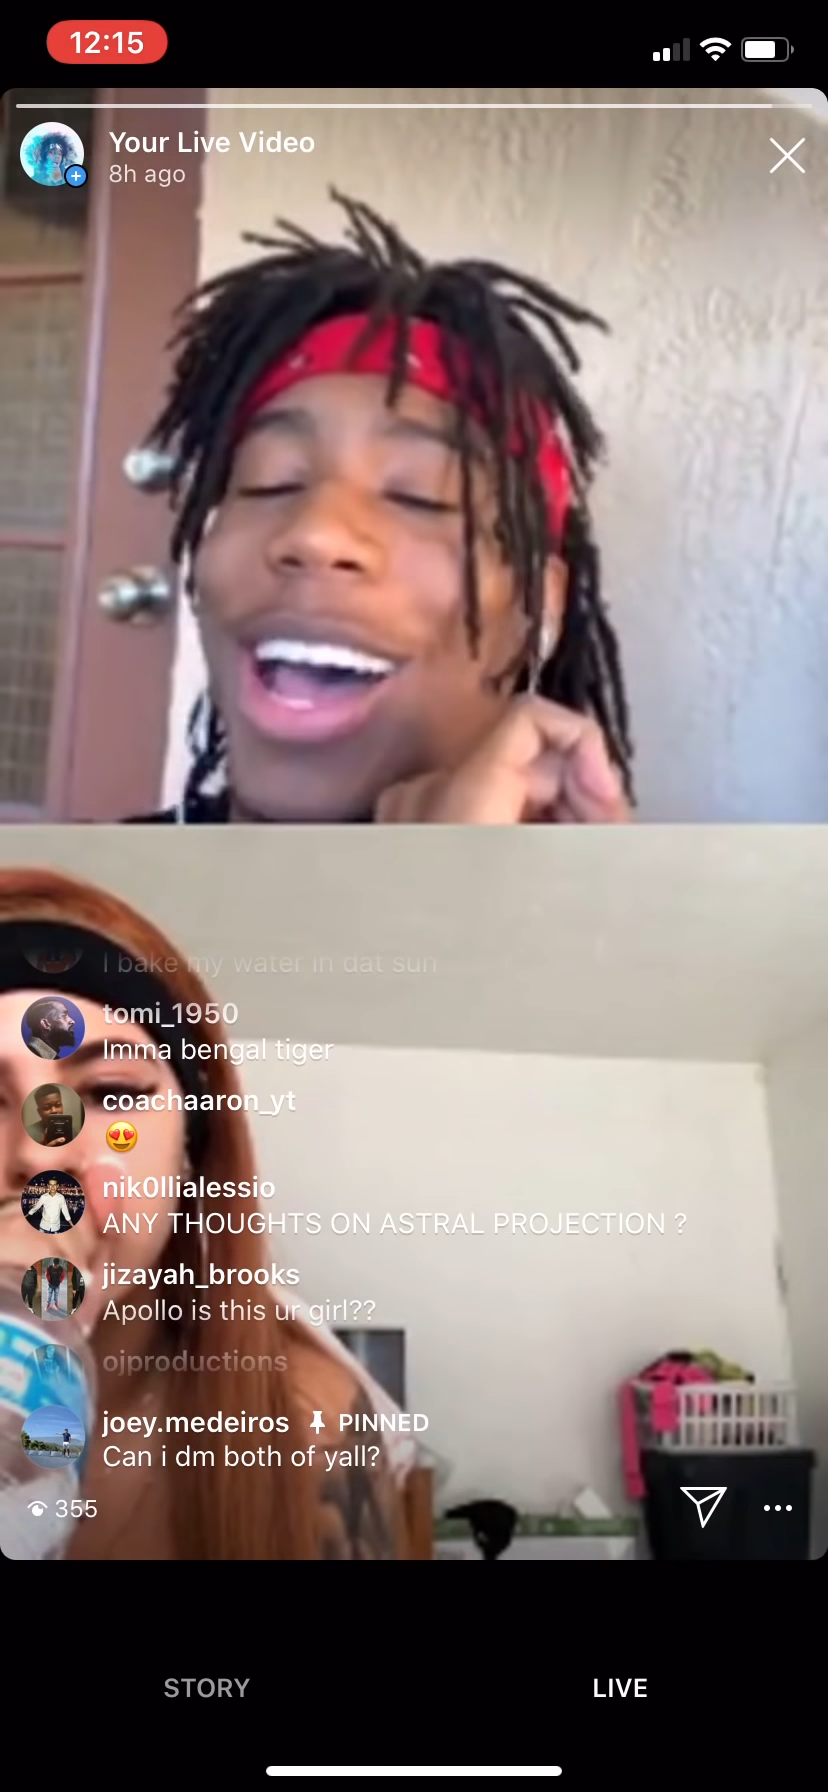 12:15
Your Live Video
8h ago
I bake my water in dat sun
tomi_1950
Imma bengal tiger
coachaaron_yt
😍
nik0llialessio
ANY THOUGHTS ON ASTRAL PROJECTION ?
jizayah_brooks
Apollo is this ur girl??
ojproductions
joey.medeiros PINNED
Can i dm both of yall?
355
STORY
LIVE